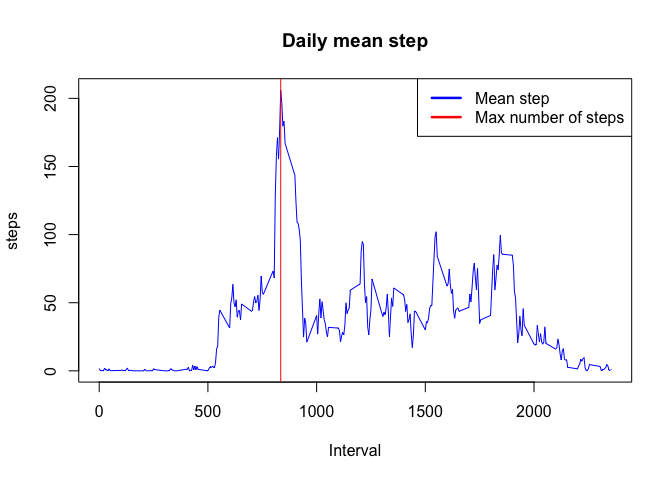 Daily mean step
Mean step
Max number of steps
steps
200
150
100
50
0
0 500 1000 1500 2000
Interval